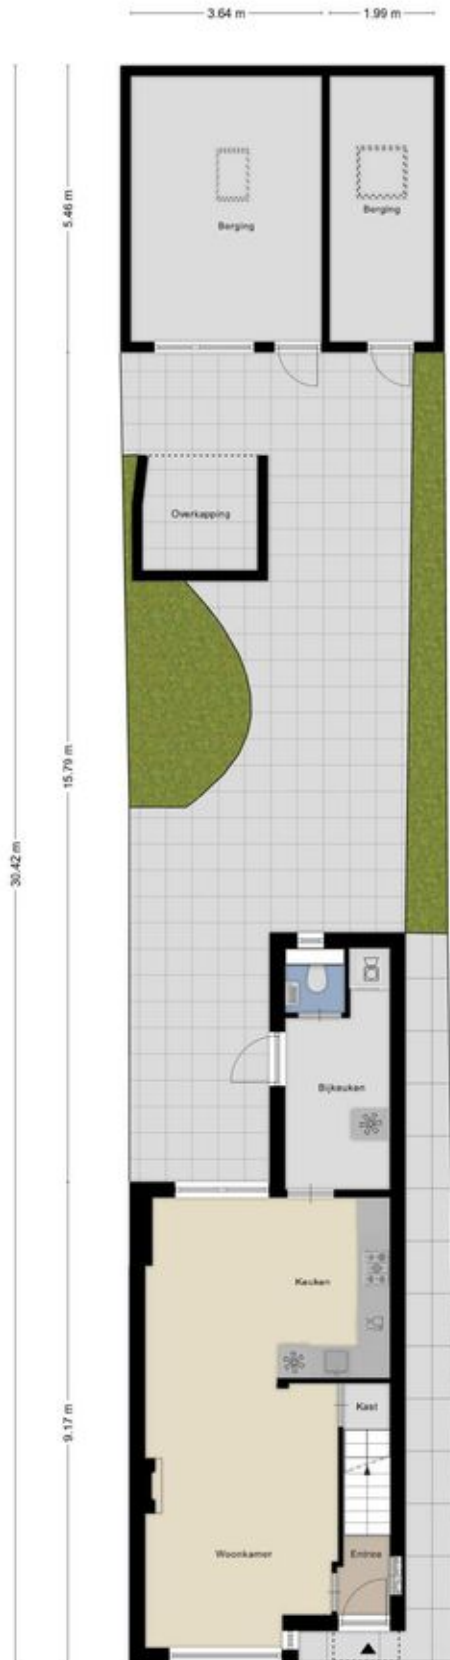 3.64 m
1.99 m
5.46 m
Berging
Berging
Overkapping
15.79 m
30.42 m
Bijkeuken
Keuken
9.17 m
Kast
Woonkamer
Entree